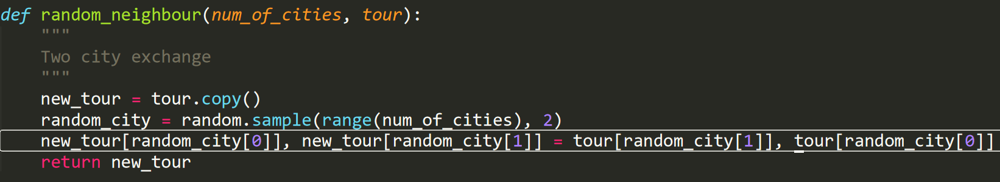 def random_neighbour(num_of_cities, tour):
"""
Two city exchange
"""
new_tour = tour.copy()
random_city = random.sample(range(num_of_cities), 2)
new_tour[random_city[0]], new_tour[random_city[1]] = tour[random_city[1]], tour[random_city[0]]
return new_tour